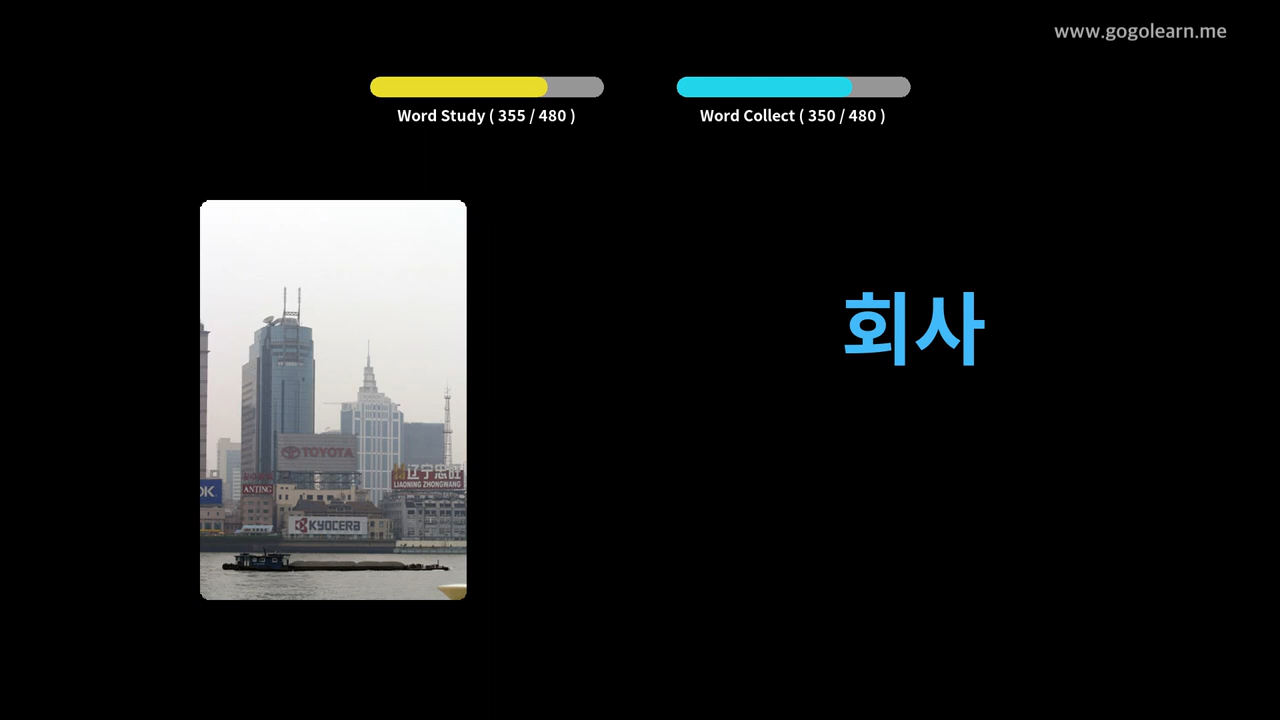 www.gogolearn.me
Word Study ( 355 / 480 )
Word Collect ( 350 / 480 )
회사
TOYOTA
辽宁忠旺
LIAONING ZHONGWANG
OK
ANTING
KYOCERA